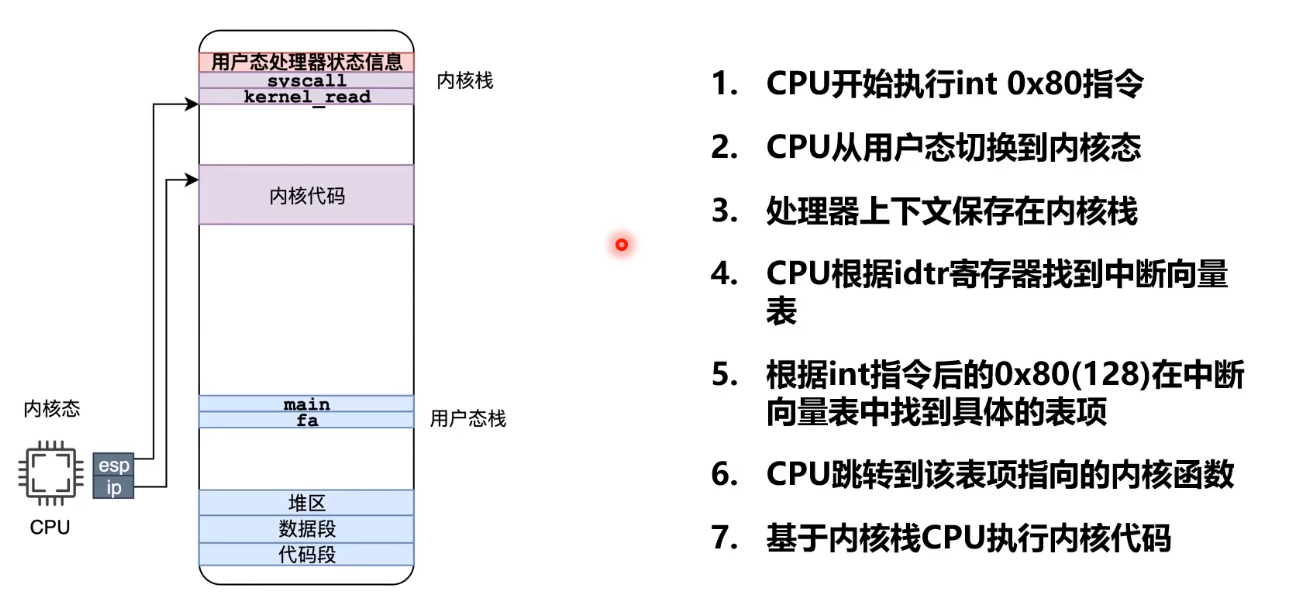 用户态处理器状态信息
syscall
kernel_read
内核栈
内核代码
main
fa
用户态栈
内核态
esp
ip
CPU
堆区
数据段
代码段
1. CPU开始执行int 0x80指令
2. CPU从用户态切换到内核态
3. 处理器上下文保存在内核栈
4. CPU根据idtr寄存器找到中断向量
表
5. 根据int指令后的0x80(128)在中断
向量表中找到具体的表项
6. CPU跳转到该表项指向的内核函数
7. 基于内核栈CPU执行内核代码